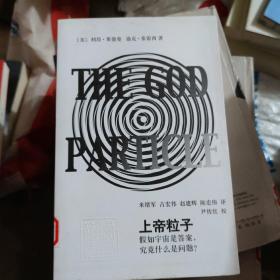 [美] 利昂·莱德曼 迪克·泰雷西 著
THE GOD
PARTICLE
米绪军 古宏伟 赵建辉 陈宏伟 译
尹传红 校
上帝粒子
假如宇宙是答案,
究竟什么是问题?